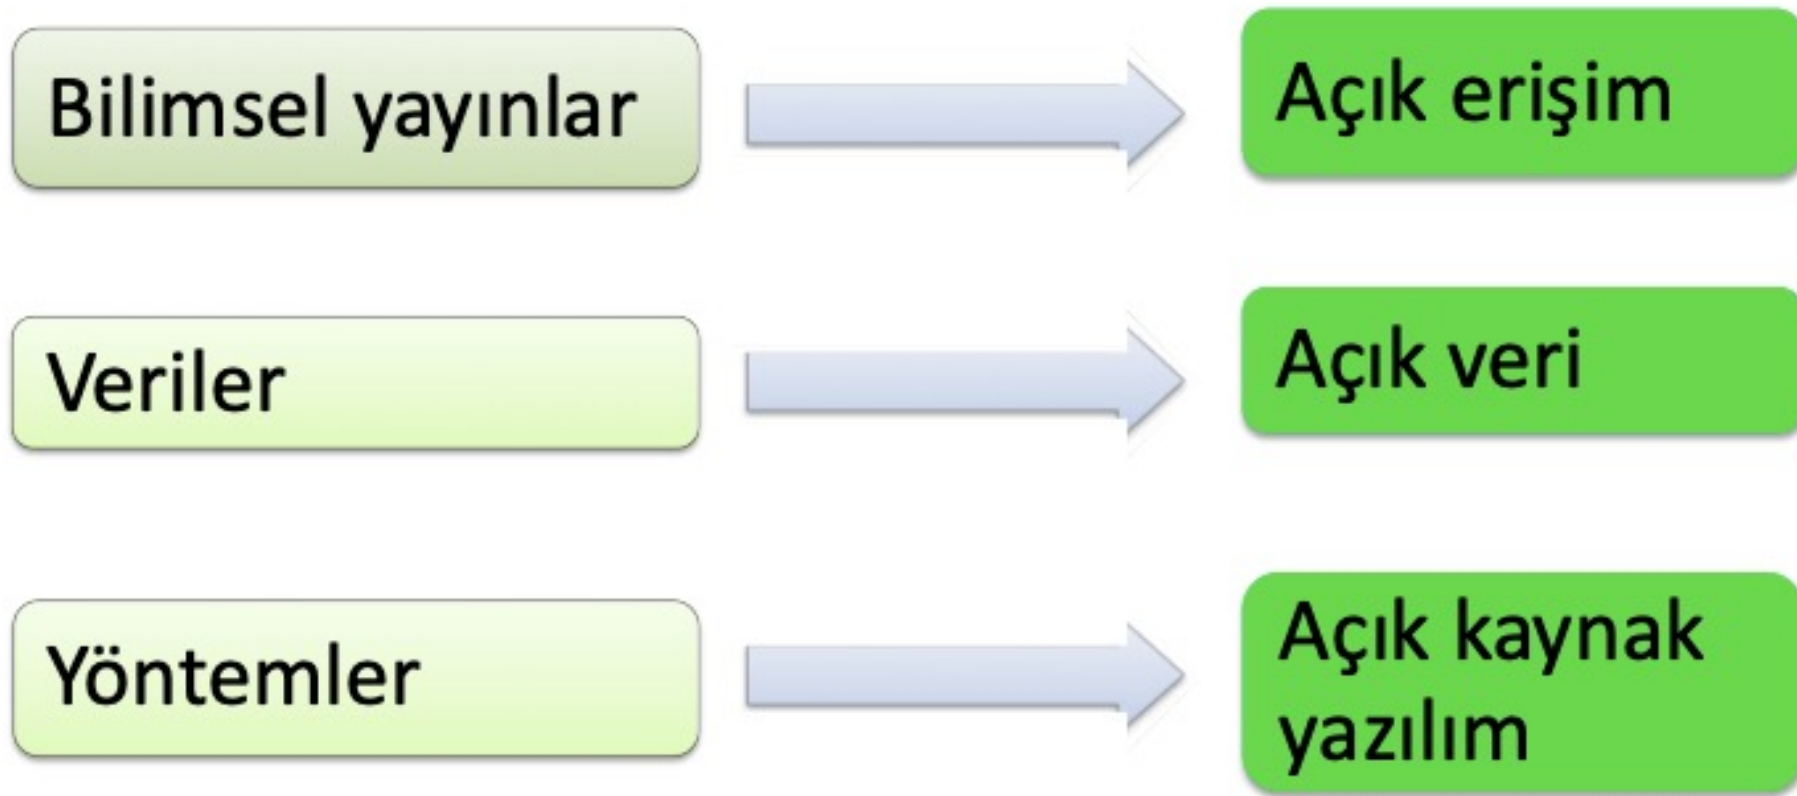 Bilimsel yayınlar
Açık erişim
Veriler
Açık veri
Yöntemler
Açık kaynak
yazılım